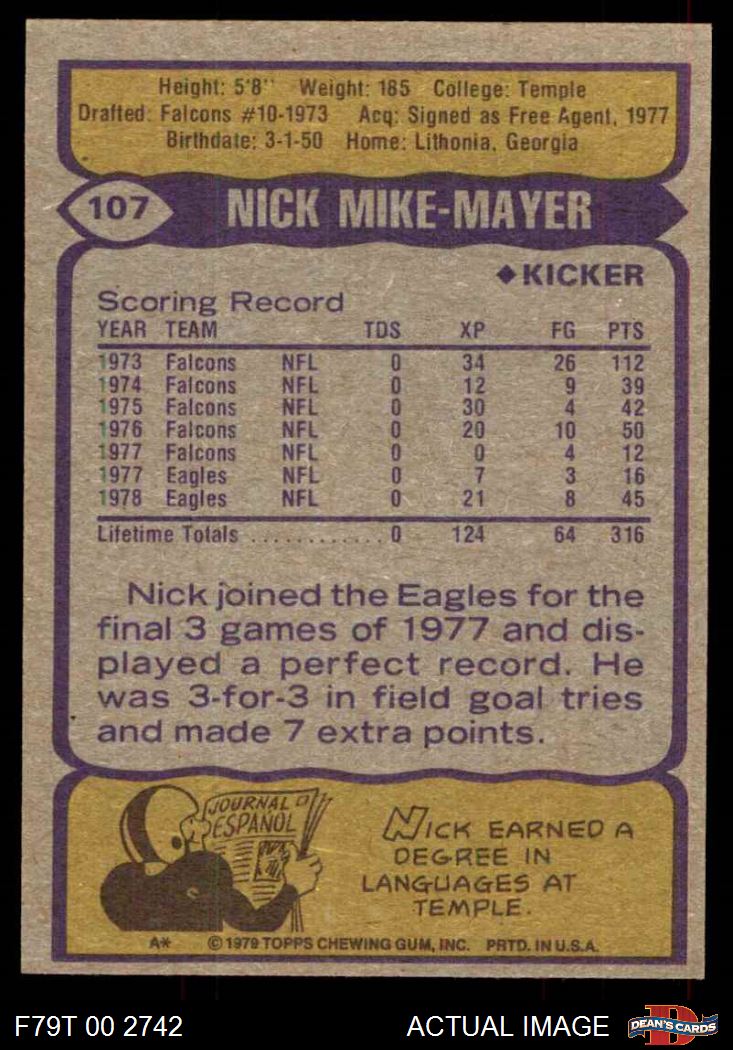 Height: 5'8" Weight: 185 College: Temple
Drafted: Falcons #10-1973 Acq: Signed as Free Agent, 1977
Birthdate: 3-1-50 Home: Lithonia, Georgia
107 NICK MIKE-MAYER
◆KICKER
Scoring Record
YEAR TEAM TDS XP FG PTS
1973 Falcons NFL 0 34 26 112
1974 Falcons NFL 0 12 9 39
1975 Falcons NFL 0 30 4 42
1976 Falcons NFL 0 20 10 50
1977 Falcons NFL 0 0 4 12
1977 Eagles NFL 0 7 3 16
1978 Eagles NFL 0 21 8 45
Lifetime Totals ............ 0 124 64 316
Nick joined the Eagles for the
final 3 games of 1977 and dis-
played a perfect record. He
was 3-for-3 in field goal tries
and made 7 extra points.
JOURNAL
ESPAÑOL
NICK EARNED A
DEGREE IN
LANGUAGES AT
TEMPLE.
A* © 1979 TOPPS CHEWING GUM, INC. PRTD. IN U.S.A.
F79T 00 2742 ACTUAL IMAGE D DEAN'S CARDS